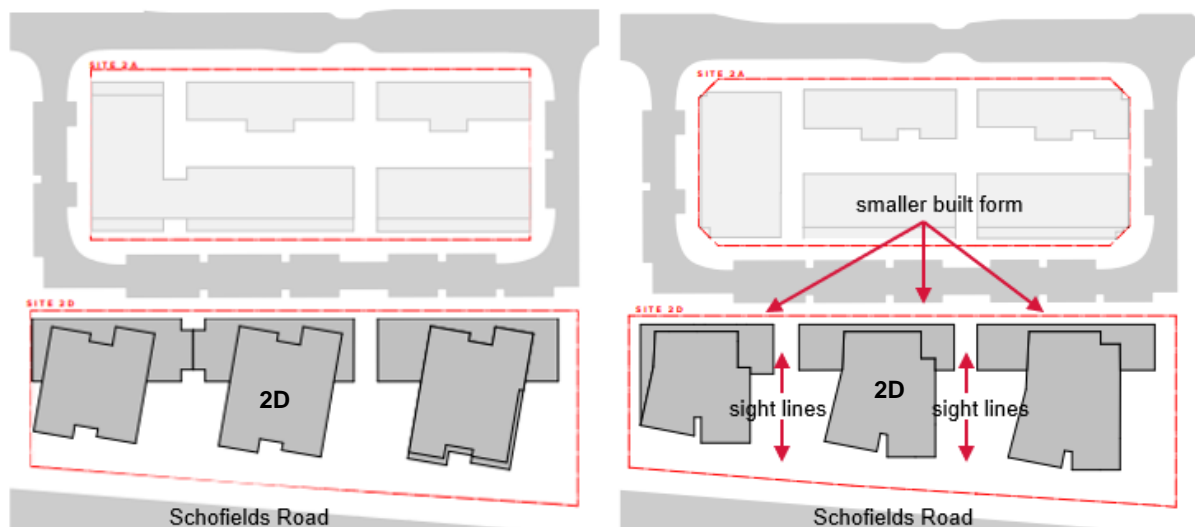 SITE 2A
SITE 2D
2D
Schofields Road
SITE 2A
smaller built form
SITE 2D
sight lines
2D
sight lines
Schofields Road